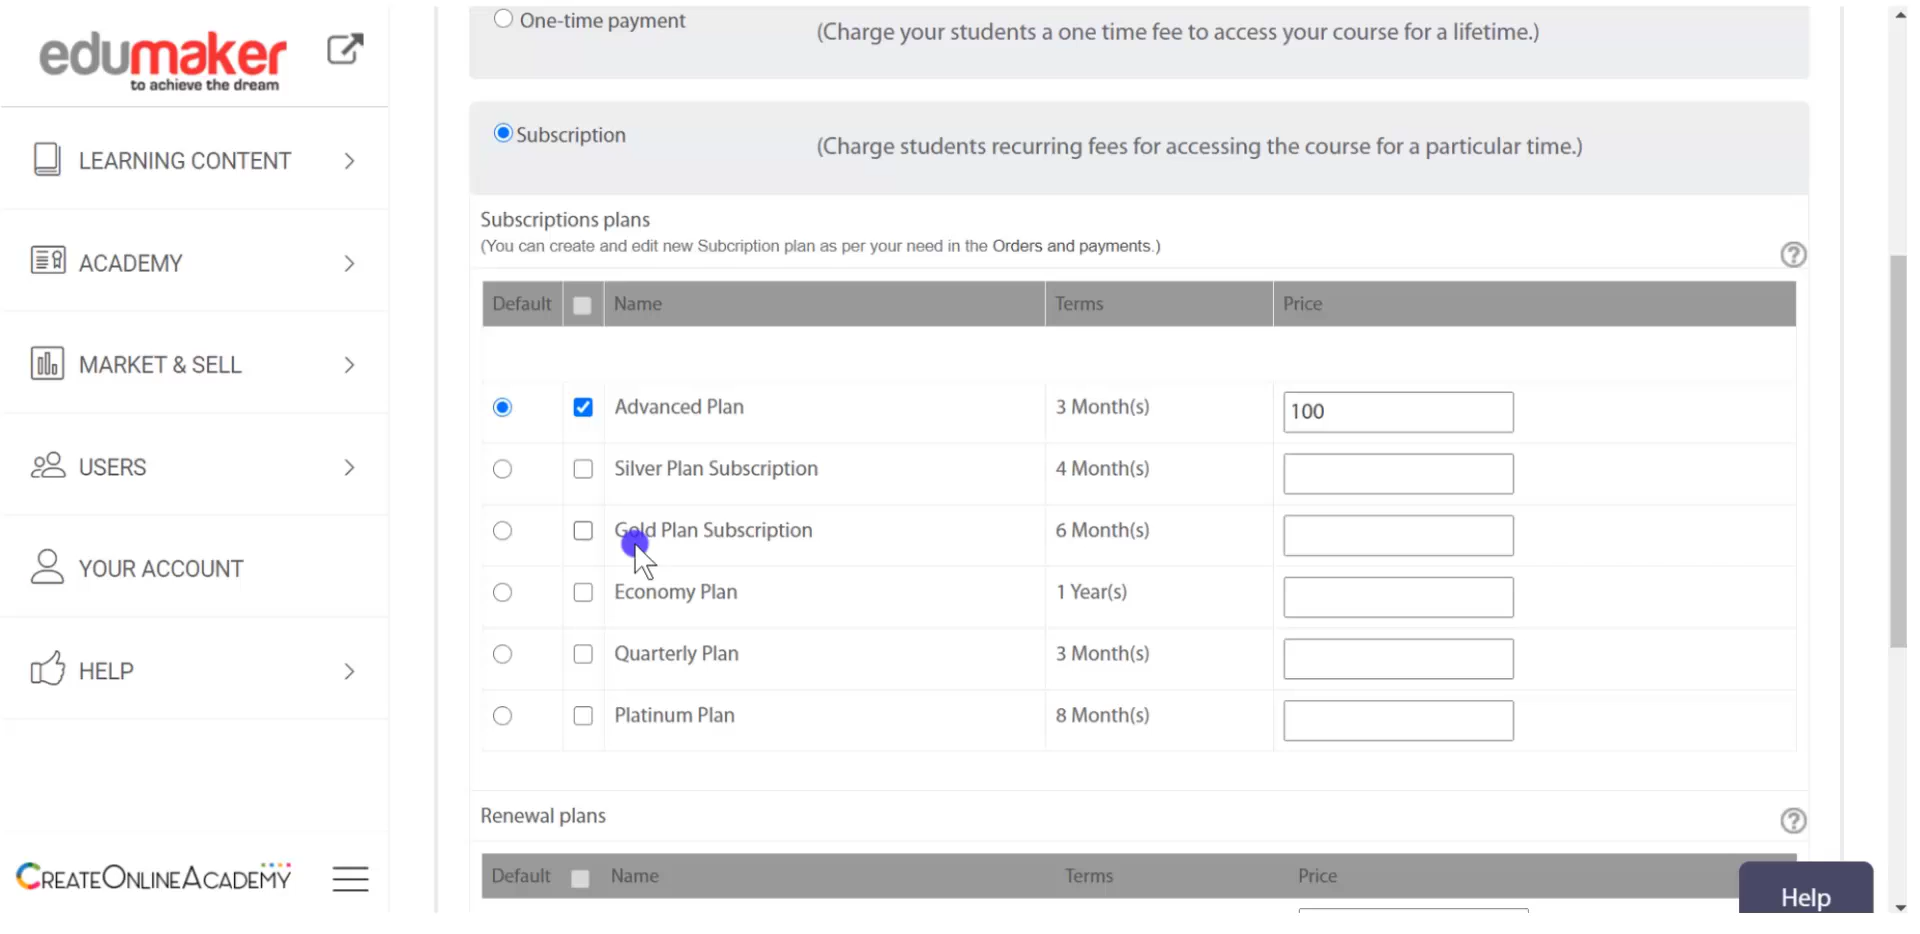 One-time payment
(Charge your students a one time fee to access your course for a lifetime.)
edumaker
to achieve the dream
Subscription
(Charge students recurring fees for accessing the course for a particular time.)
LEARNING CONTENT
Subscriptions plans
(You can create and edit new Subcription plan as per your need in the Orders and payments.)
?
ACADEMY
Default Name Terms Price
MARKET & SELL
Advanced Plan 3 Month(s) 100
USERS
Silver Plan Subscription 4 Month(s)
Gold Plan Subscription 6 Month(s)
YOUR ACCOUNT
Economy Plan 1 Year(s)
Quarterly Plan 3 Month(s)
HELP
Platinum Plan 8 Month(s)
Renewal plans
?
CREATEONLINEACADEMY
Default Name Terms Price
Help